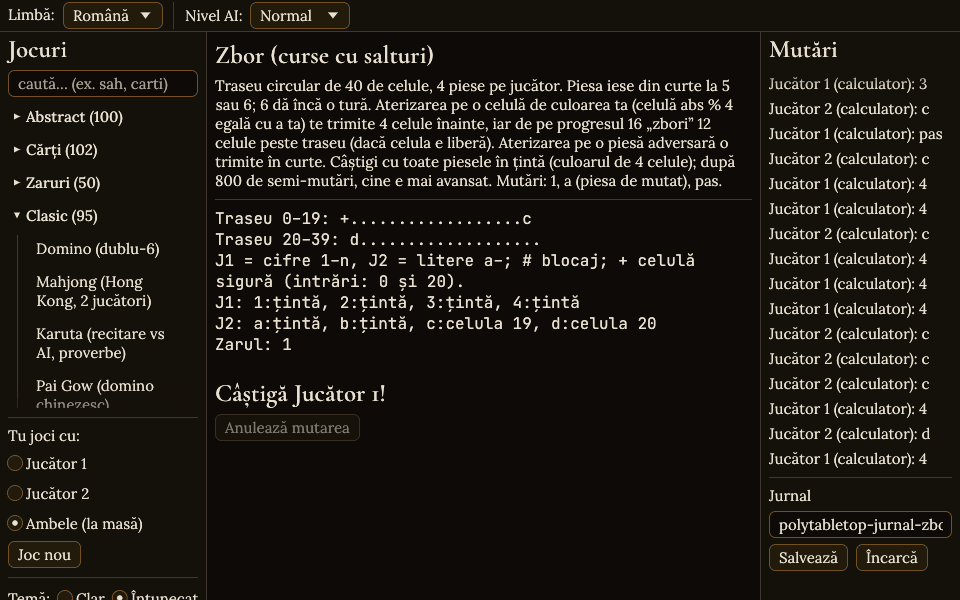 Limbă: Română ▼ Nivel AI: Normal ▼
Jocuri
caută... (ex. sah, carti)
▸ Abstract (100)
▸ Cărți (102)
▸ Zaruri (50)
▾ Clasic (95)
Domino (dublu-6)
Mahjong (Hong
Kong, 2 jucători)
Karuta (recitare vs
AI, proverbe)
Pai Gow (domino
chinezesc)
Tu joci cu:
Jucător 1
Jucător 2
Ambele (la masă)
Joc nou
Temă: Clar Întunecat
Zbor (curse cu salturi)
Traseu circular de 40 de celule, 4 piese pe jucător. Piesa iese din curte la 5
sau 6; 6 dă încă o tură. Aterizarea pe o celulă de culoarea ta (celulă abs % 4
egală cu a ta) te trimite 4 celule înainte, iar de pe progresul 16 „zbori” 12
celule peste traseu (dacă celula e liberă). Aterizarea pe o piesă adversară o
trimite în curte. Câștigi cu toate piesele în țintă (culoarul de 4 celule); după
800 de semi-mutări, cine e mai avansat. Mutări: 1, a (piesa de mutat), pas.
Traseu 0-19: +..................c
Traseu 20-39: d...................
J1 = cifre 1-n, J2 = litere a-; # blocaj; + celulă
sigură (intrări: 0 și 20).
J1: 1:țintă, 2:țintă, 3:țintă, 4:țintă
J2: a:țintă, b:țintă, c:celula 19, d:celula 20
Zarul: 1
Câștigă Jucător 1!
Anulează mutarea
Mutări
Jucător 1 (calculator): 3
Jucător 2 (calculator): c
Jucător 1 (calculator): pas
Jucător 2 (calculator): c
Jucător 1 (calculator): 4
Jucător 1 (calculator): 4
Jucător 2 (calculator): c
Jucător 1 (calculator): 4
Jucător 1 (calculator): 4
Jucător 1 (calculator): 4
Jucător 2 (calculator): c
Jucător 2 (calculator): c
Jucător 2 (calculator): c
Jucător 1 (calculator): 4
Jucător 2 (calculator): d
Jucător 1 (calculator): 4
Jurnal
polytabletop-jurnal-zbo
Salvează Încarcă